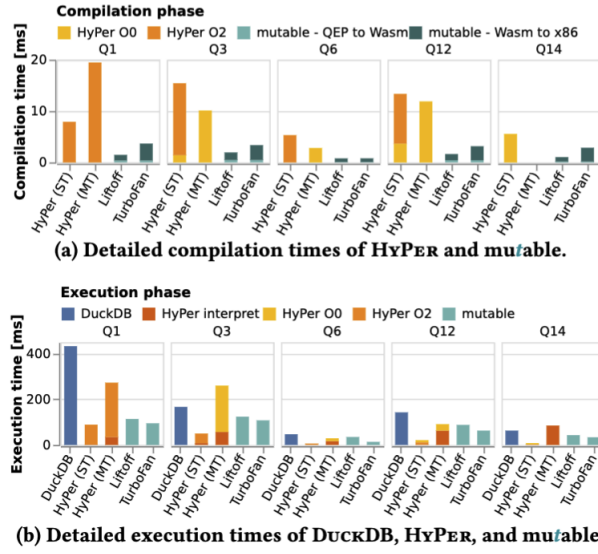 Compilation phase
HyPer O0 HyPer O2 mutable - QEP to Wasm mutable - Wasm to x86
Q1 Q3 Q6 Q12 Q14
Compilation time [ms]
20
10
0
HyPer (ST) HyPer (MT) Liftoff TurboFan HyPer (ST) HyPer (MT) Liftoff TurboFan HyPer (ST) HyPer (MT) Liftoff TurboFan HyPer (ST) HyPer (MT) Liftoff TurboFan HyPer (ST) HyPer (MT) Liftoff TurboFan
(a) Detailed compilation times of HYPER and mutable.
Execution phase
DuckDB HyPer interpret HyPer O0 HyPer O2 mutable
Q1 Q3 Q6 Q12 Q14
Execution time [ms]
400
200
0
DuckDB HyPer (ST) HyPer (MT) Liftoff TurboFan DuckDB HyPer (ST) HyPer (MT) Liftoff TurboFan DuckDB HyPer (ST) HyPer (MT) Liftoff TurboFan DuckDB HyPer (ST) HyPer (MT) Liftoff TurboFan DuckDB HyPer (ST) HyPer (MT) Liftoff TurboFan
(b) Detailed execution times of DUCKDB, HYPER, and mutable